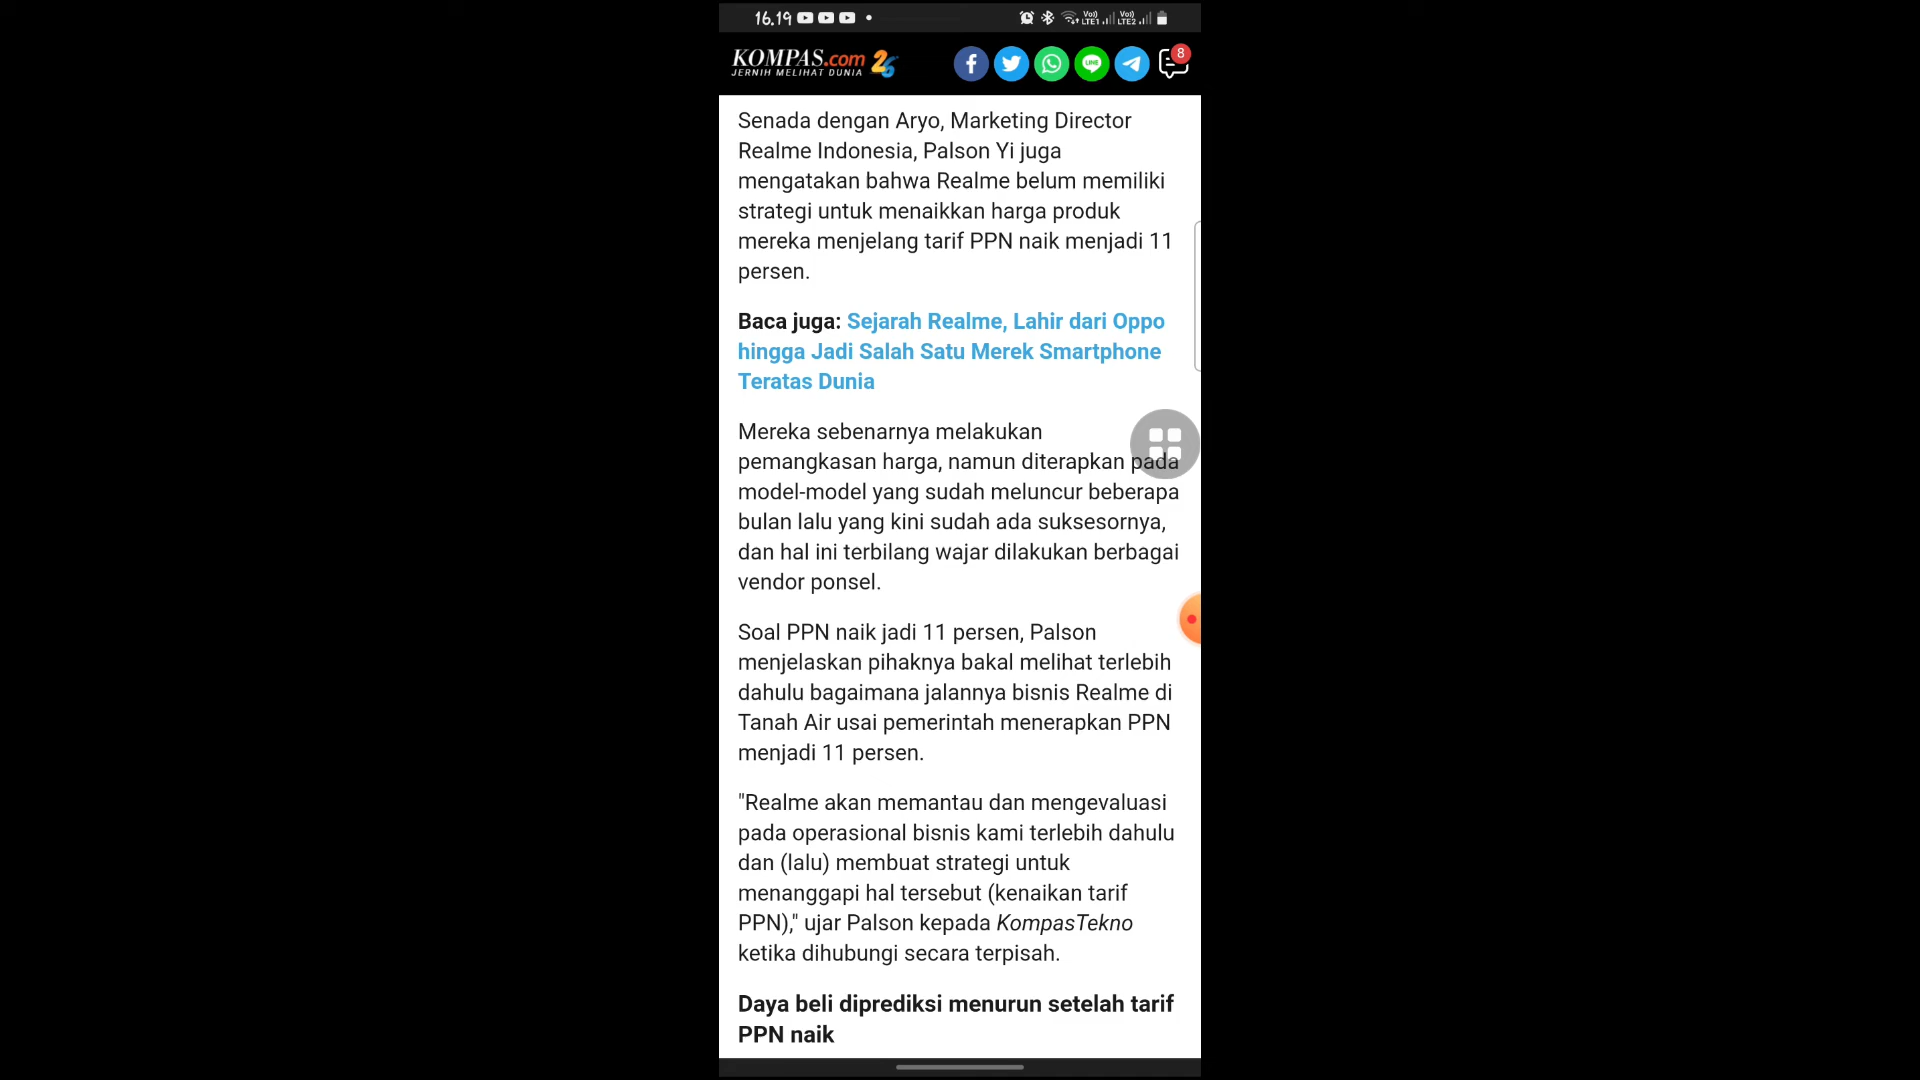 16.19
Vo)) LTE1 Vo)) LTE2
KOMPAS.com 26
JERNIH MELIHAT DUNIA
LINE
8
Senada dengan Aryo, Marketing Director
Realme Indonesia, Palson Yi juga
mengatakan bahwa Realme belum memiliki
strategi untuk menaikkan harga produk
mereka menjelang tarif PPN naik menjadi 11
persen.
Baca juga: Sejarah Realme, Lahir dari Oppo
hingga Jadi Salah Satu Merek Smartphone
Teratas Dunia
Mereka sebenarnya melakukan
pemangkasan harga, namun diterapkan pada
model-model yang sudah meluncur beberapa
bulan lalu yang kini sudah ada suksesornya,
dan hal ini terbilang wajar dilakukan berbagai
vendor ponsel.
Soal PPN naik jadi 11 persen, Palson
menjelaskan pihaknya bakal melihat terlebih
dahulu bagaimana jalannya bisnis Realme di
Tanah Air usai pemerintah menerapkan PPN
menjadi 11 persen.
"Realme akan memantau dan mengevaluasi
pada operasional bisnis kami terlebih dahulu
dan (lalu) membuat strategi untuk
menanggapi hal tersebut (kenaikan tarif
PPN)," ujar Palson kepada KompasTekno
ketika dihubungi secara terpisah.
Daya beli diprediksi menurun setelah tarif
PPN naik